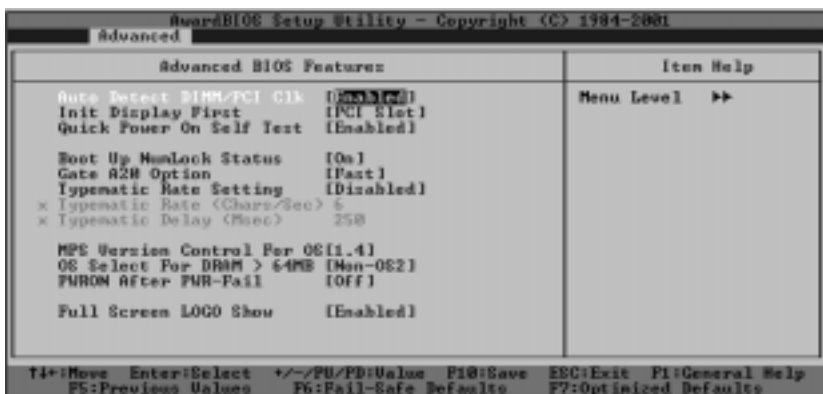 AwardBIOS Setup Utility - Copyright (C) 1984-2001
Advanced
Advanced BIOS Features
Item Help
Auto Detect DIMM/PCI Clk [Enabled]
Init Display First [PCI Slot]
Quick Power On Self Test [Enabled]
Boot Up NumLock Status [On]
Gate A20 Option [Fast]
Typematic Rate Setting [Disabled]
x Typematic Rate (Chars/Sec) 6
x Typematic Delay (Msec) 250
MPS Version Control For OS[1.4]
OS Select For DRAM > 64MB [Non-OS2]
PWRON After PWR-Fail [Off]
Full Screen LOGO Show [Enabled]
Menu Level ▸▸
↑↓←:Move Enter:Select +/-/PU/PD:Value F10:Save ESC:Exit F1:General Help
F5:Previous Values F6:Fail-Safe Defaults F7:Optimized Defaults